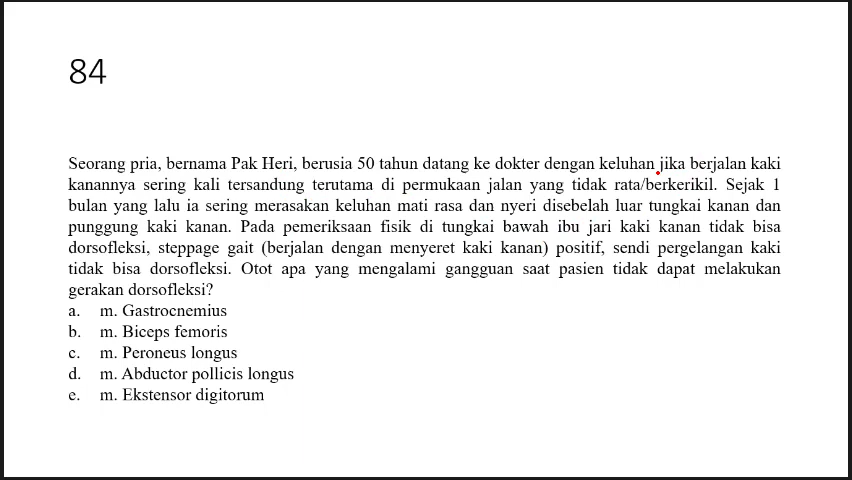 84
Seorang pria, bernama Pak Heri, berusia 50 tahun datang ke dokter dengan keluhan jika berjalan kaki
kanannya sering kali tersandung terutama di permukaan jalan yang tidak rata/berkerikil. Sejak 1
bulan yang lalu ia sering merasakan keluhan mati rasa dan nyeri disebelah luar tungkai kanan dan
punggung kaki kanan. Pada pemeriksaan fisik di tungkai bawah ibu jari kaki kanan tidak bisa
dorsofleksi, steppage gait (berjalan dengan menyeret kaki kanan) positif, sendi pergelangan kaki
tidak bisa dorsofleksi. Otot apa yang mengalami gangguan saat pasien tidak dapat melakukan
gerakan dorsofleksi?
a. m. Gastrocnemius
b. m. Biceps femoris
c. m. Peroneus longus
d. m. Abductor pollicis longus
e. m. Ekstensor digitorum